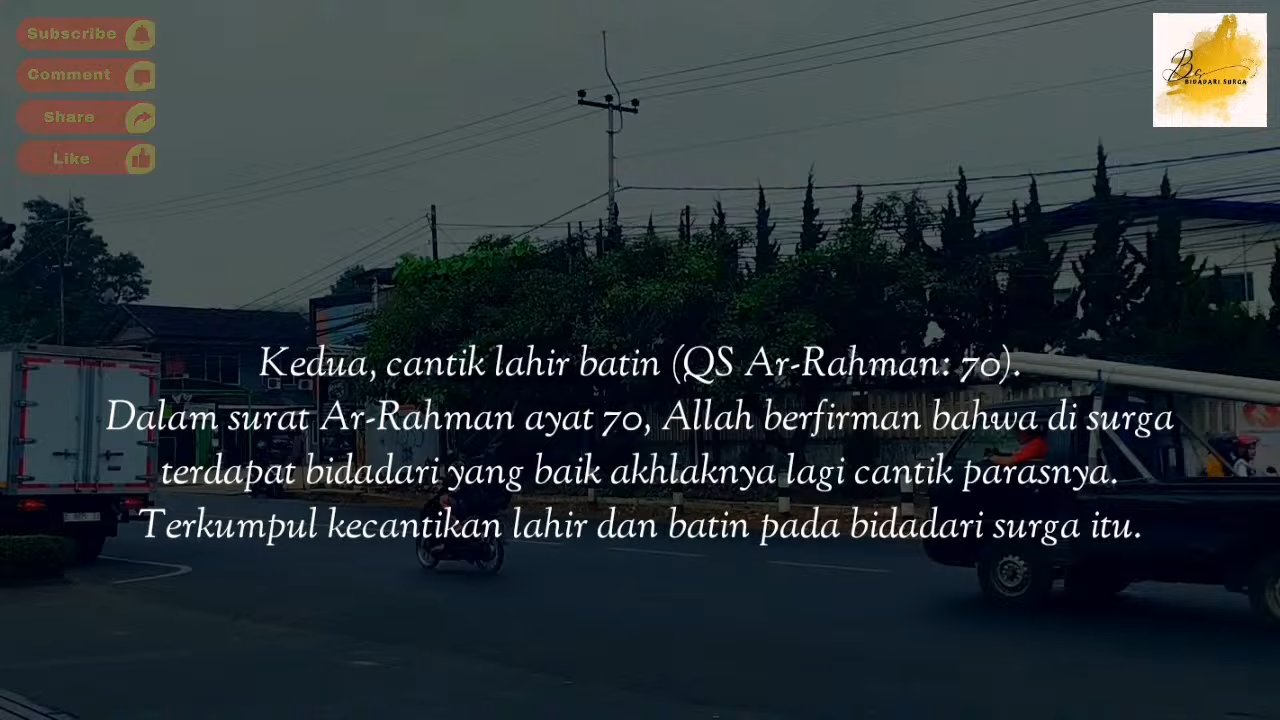 Subscribe
Comment
Share
Like
BIDADARI SURGA
Kedua, cantik lahir batin (QS Ar-Rahman: 70).
Dalam surat Ar-Rahman ayat 70, Allah berfirman bahwa di surga
terdapat bidadari yang baik akhlaknya lagi cantik parasnya.
Terkumpul kecantikan lahir dan batin pada bidadari surga itu.